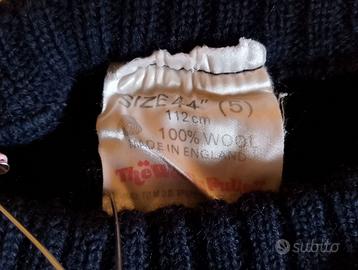 SIZE 44" (5)
112 cm
100% WOOL
MADE IN ENGLAND
subito